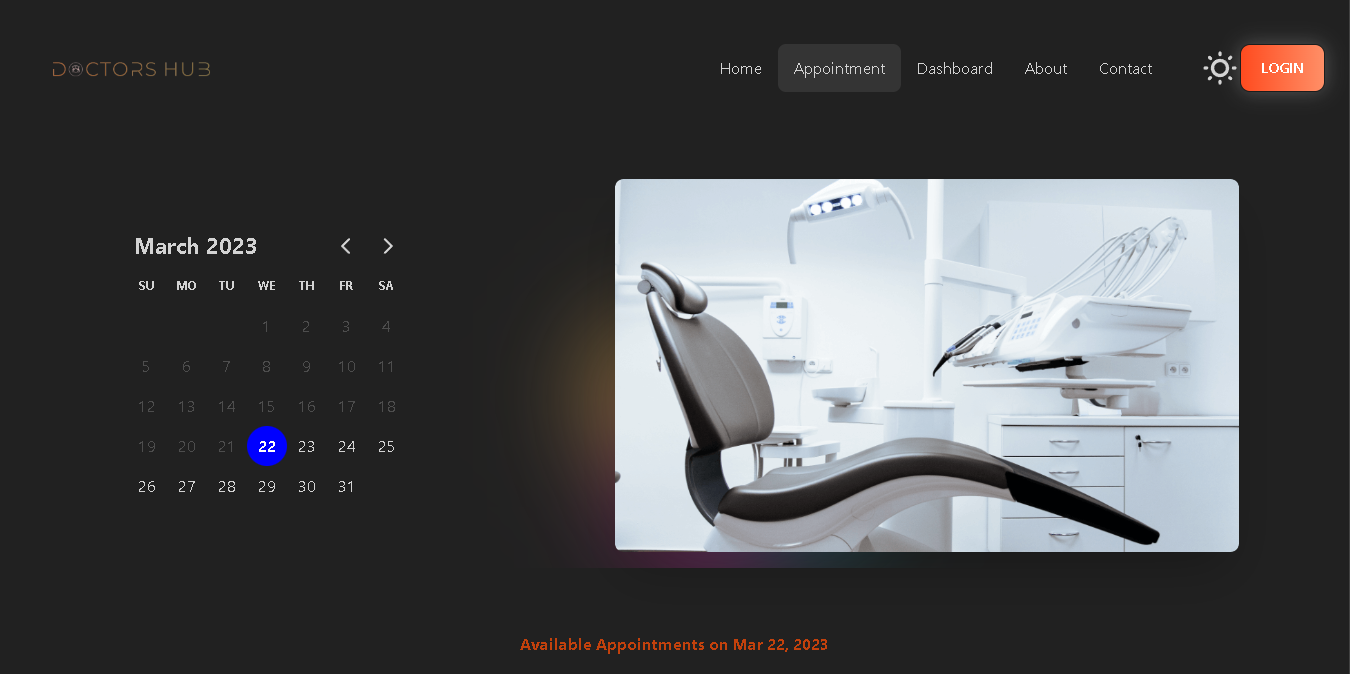 DOCTORS HUB
Home Appointment Dashboard About Contact LOGIN
March 2023
SU MO TU WE TH FR SA
1 2 3 4
5 6 7 8 9 10 11
12 13 14 15 16 17 18
19 20 21 22 23 24 25
26 27 28 29 30 31
Available Appointments on Mar 22, 2023